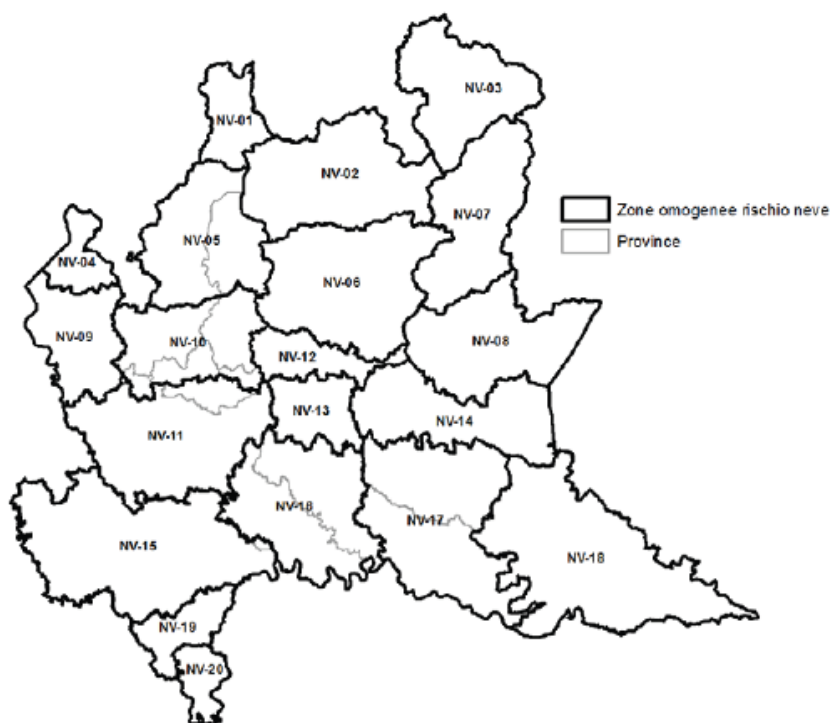 NV-03
NV-01
NV-02
NV-07
Zone omogenee rischio neve
Province
NV-05
NV-04
NV-06
NV-09
NV-10
NV-12
NV-08
NV-13
NV-14
NV-11
NV-16
NV-17
NV-15
NV-18
NV-19
NV-20